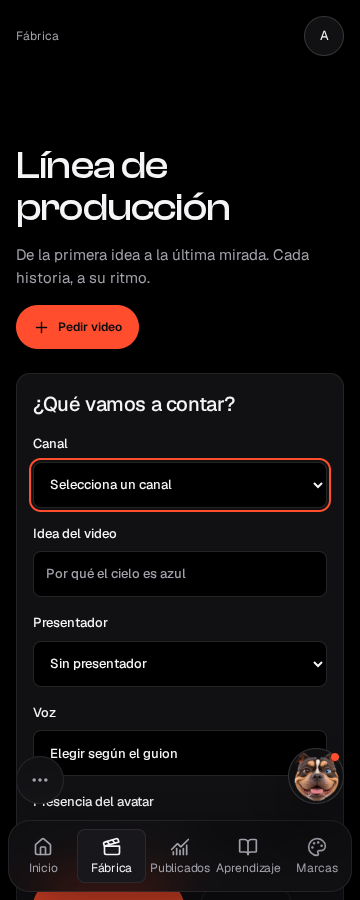 Fábrica
A
Línea de
producción
De la primera idea a la última mirada. Cada
historia, a su ritmo.
Pedir video
¿Qué vamos a contar?
Canal
Selecciona un canal
Idea del video
Por qué el cielo es azul
Presentador
Sin presentador
Voz
Elegir según el guion
Presencia del avatar
Inicio
Fábrica
Publicados
Aprendizaje
Marcas